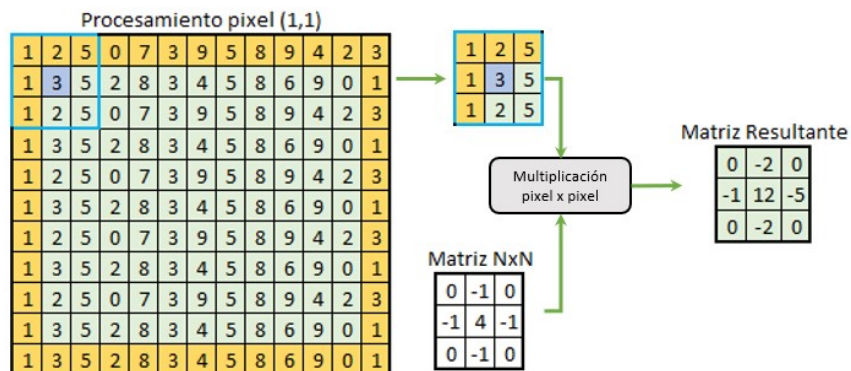 Procesamiento pixel (1,1)
1 2 5 0 7 3 9 5 8 9 4 2 3
1 3 5 2 8 3 4 5 8 6 9 0 1
1 2 5 0 7 3 9 5 8 9 4 2 3
1 3 5 2 8 3 4 5 8 6 9 0 1
1 2 5 0 7 3 9 5 8 9 4 2 3
1 3 5 2 8 3 4 5 8 6 9 0 1
1 2 5 0 7 3 9 5 8 9 4 2 3
1 3 5 2 8 3 4 5 8 6 9 0 1
1 2 5 0 7 3 9 5 8 9 4 2 3
1 3 5 2 8 3 4 5 8 6 9 0 1
1 3 5 2 8 3 4 5 8 6 9 0 1
1 2 5
1 3 5
1 2 5
Multiplicación
pixel x pixel
Matriz NxN
0 -1 0
-1 4 -1
0 -1 0
Matriz Resultante
0 -2 0
-1 12 -5
0 -2 0